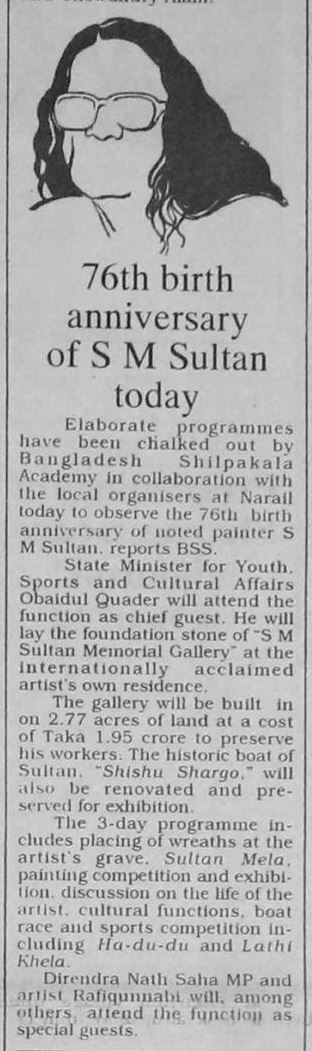 76th birth
anniversary
of S M Sultan
today
Elaborate programmes
have been chalked out by
Bangladesh Shilpakala
Academy in collaboration with
the local organisers at Narail
today to observe the 76th birth
anniversary of noted painter S
M Sultan, reports BSS.
State Minister for Youth,
Sports and Cultural Affairs
Obaidul Quader will attend the
function as chief guest. He will
lay the foundation stone of "S M
Sultan Memorial Gallery" at the
internationally acclaimed
artist's own residence.
The gallery will be built in
on 2.77 acres of land at a cost
of Taka 1.95 crore to preserve
his workers. The historic boat of
Sultan, "Shishu Shargo," will
also be renovated and pre-
served for exhibition.
The 3-day programme in-
cludes placing of wreaths at the
artist's grave, Sultan Mela,
painting competition and exhibi-
tion, discussion on the life of the
artist, cultural functions, boat
race and sports competition in-
cluding Ha-du-du and Lathi
Khela.
Direndra Nath Saha MP and
artist Rafiqunnabi will, among
others, attend the function as
special guests.